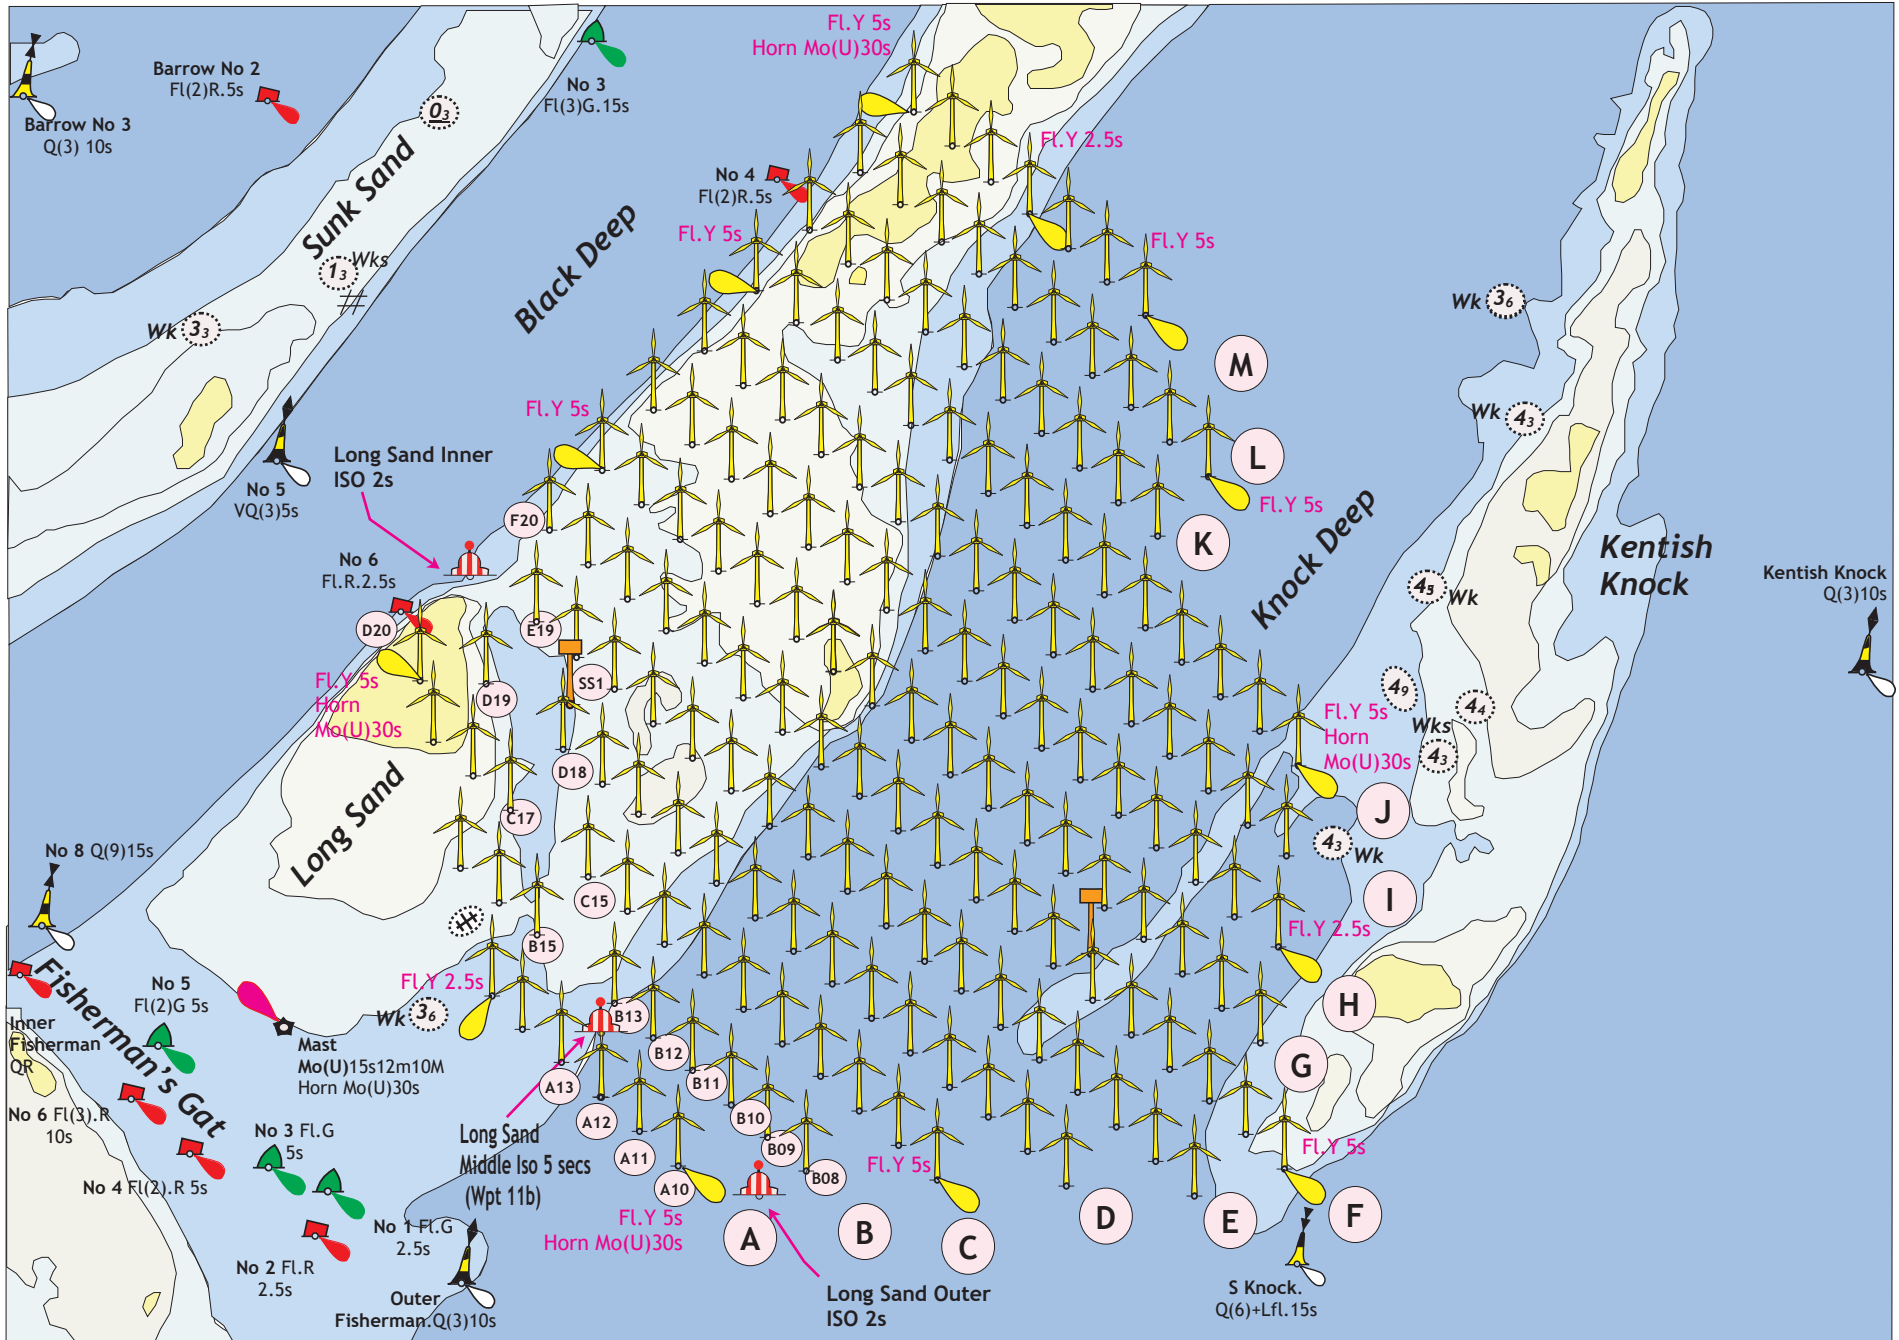 Fl.Y 5s
Horn Mo(U)30s
Barrow No 2
Fl(2)R.5s
No 3
Fl(3)G.15s
Barrow No 3
Q(3) 10s
03
Sunk Sand
Fl.Y 2.5s
No 4
Fl(2)R.5s
Fl.Y 5s
Fl.Y 5s
Black Deep
13
Wks
Wk 33
Wk 36
M
Fl.Y 5s
Wk 43
Long Sand Inner
ISO 2s
L
No 5
VQ(3)5s
Fl.Y 5s
F20
K
Knock Deep
Kentish
Knock
No 6
Fl.R.2.5s
Kentish Knock
Q(3)10s
45 Wk
D20
E19
Fl.Y 5s
Horn
Mo(U)30s
SS1
D19
49
44
Wks
43
Fl.Y 5s
Horn
Mo(U)30s
D18
C17
J
Long Sand
43 Wk
No 8 Q(9)15s
C15
I
B15
Fl.Y 2.5s
Fisherman's Gat
No 5
Fl(2)G 5s
Fl.Y 2.5s
Wk 36
B13
H
Inner
Fisherman
QR
Mast
Mo(U)15s12m10M
Horn Mo(U)30s
B12
G
A13
B11
No 6 Fl(3).R
10s
A12
B10
No 3 Fl.G
5s
Long Sand
Middle Iso 5 secs
(Wpt 11b)
A11
B09
B08
Fl.Y 5s
Fl.Y 5s
No 4 Fl(2).R 5s
A10
Fl.Y 5s
Horn Mo(U)30s
A
B
C
D
E
F
No 1 Fl.G
2.5s
No 2 Fl.R
2.5s
Outer
Fisherman.Q(3)10s
Long Sand Outer
ISO 2s
S Knock.
Q(6)+Lfl.15s